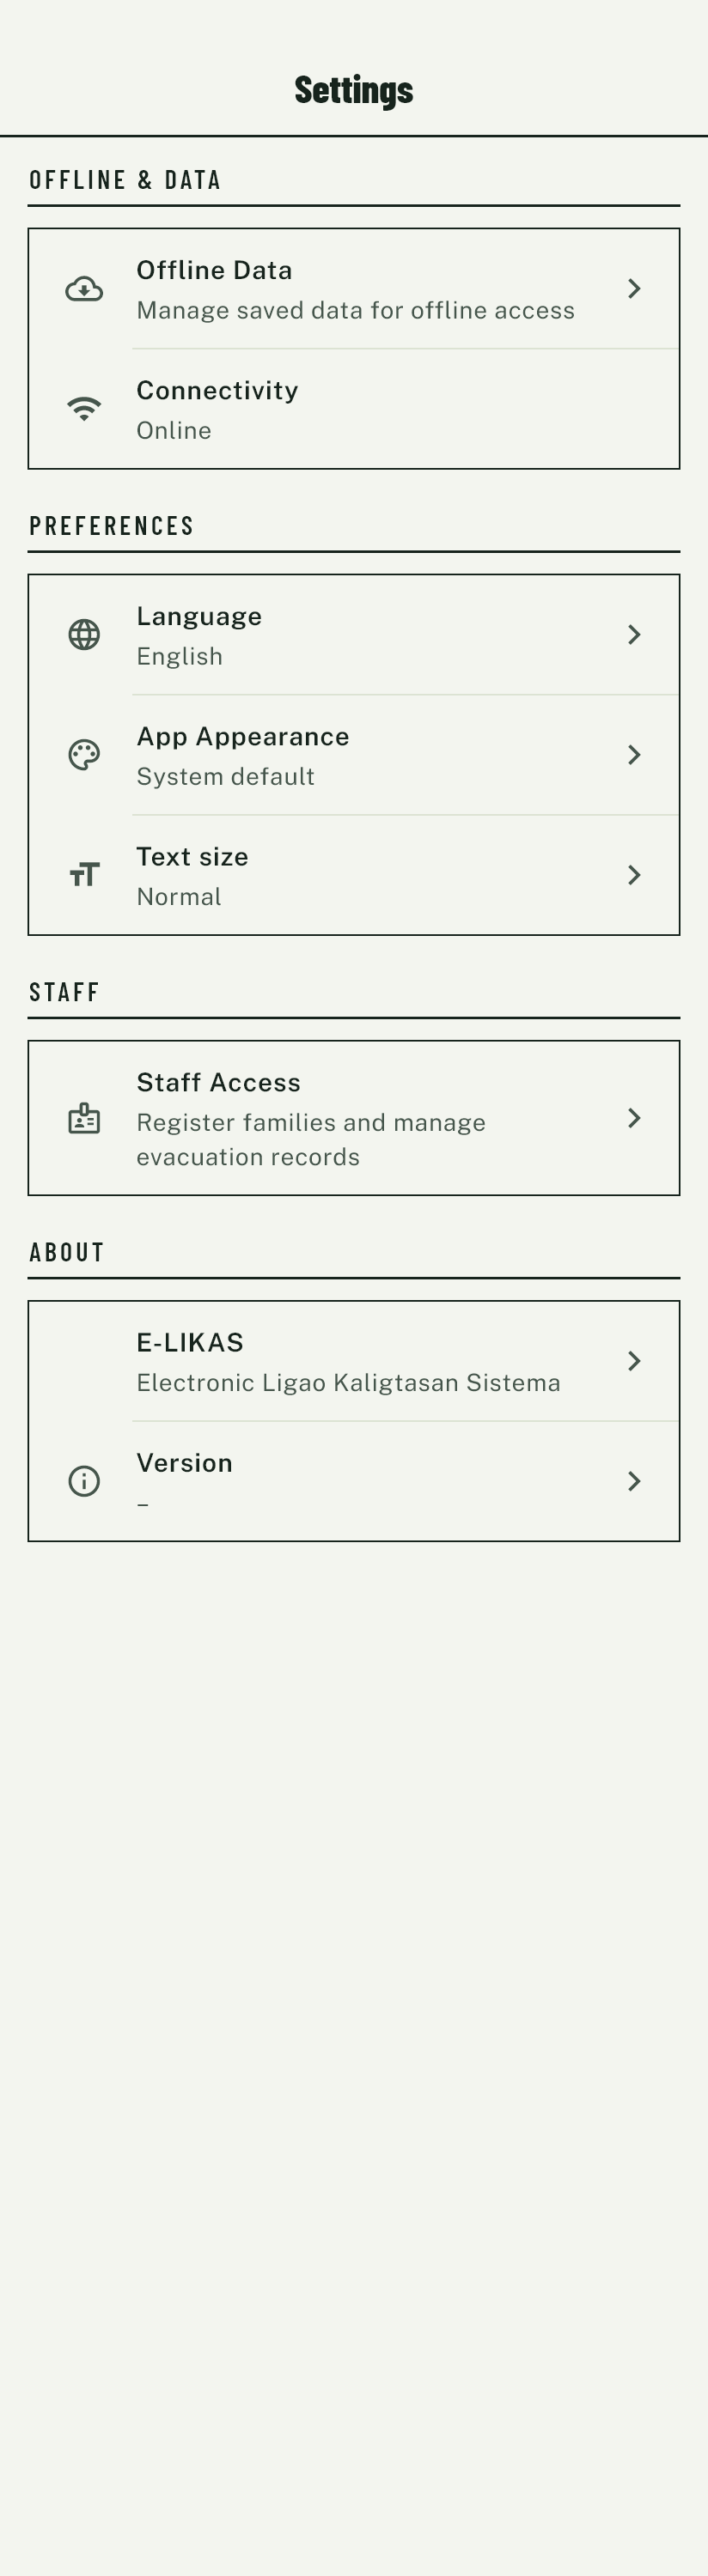 Settings
OFFLINE & DATA
Offline Data
Manage saved data for offline access
Connectivity
Online
PREFERENCES
Language
English
App Appearance
System default
Text size
Normal
STAFF
Staff Access
Register families and manage
evacuation records
ABOUT
E-LIKAS
Electronic Ligao Kaligtasan Sistema
Version
–